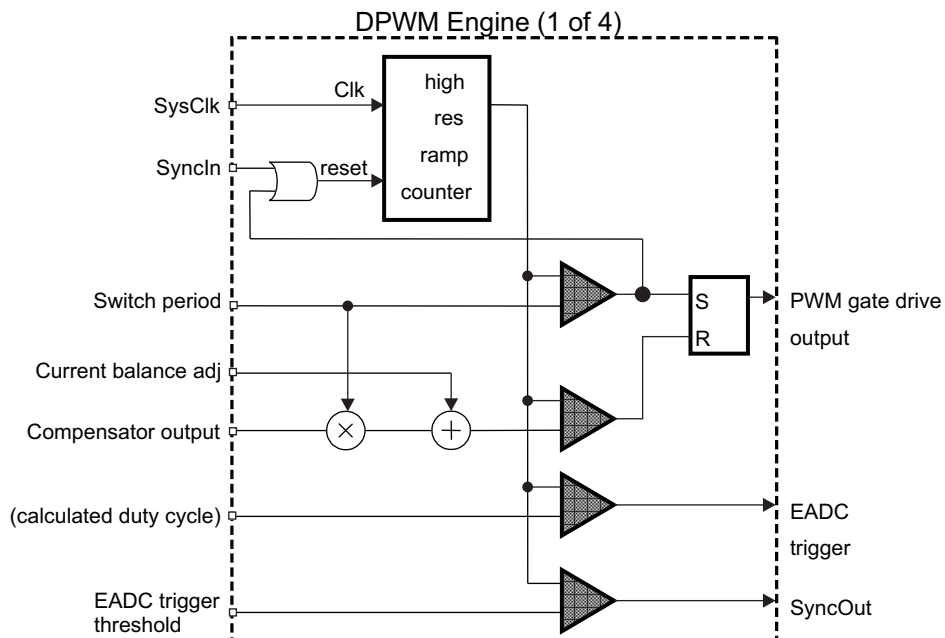 DPWM Engine (1 of 4)
SysClk
Clk
high
res
ramp
counter
SyncIn
reset
Switch period
S
R
PWM gate drive
output
Current balance adj
Compensator output
×
+
(calculated duty cycle)
EADC
trigger
EADC trigger
threshold
SyncOut